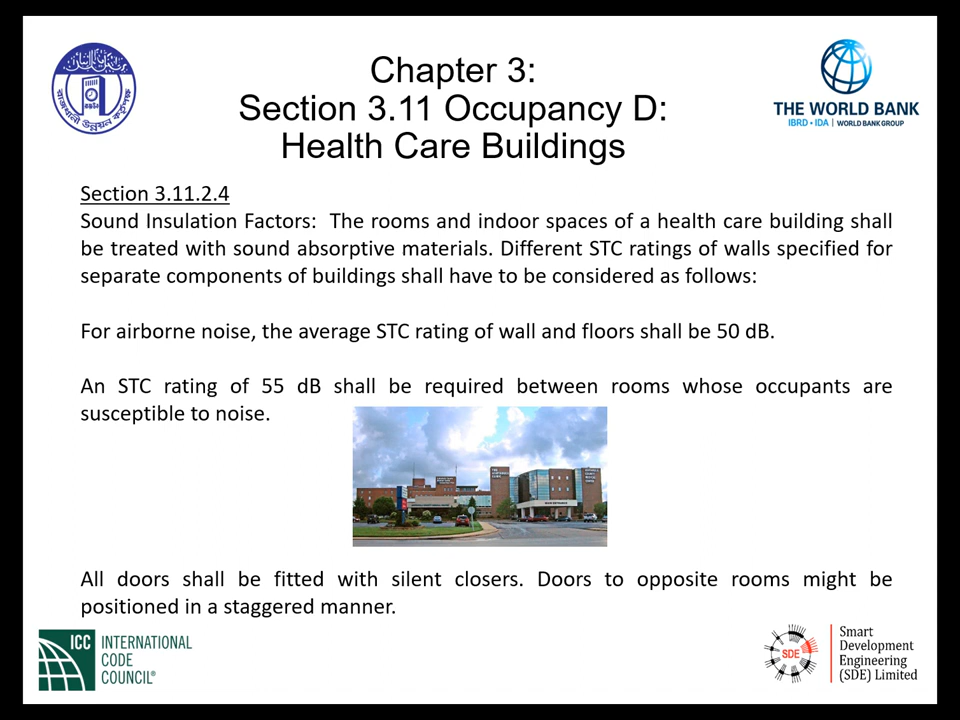 Chapter 3:
Section 3.11 Occupancy D:
Health Care Buildings
THE WORLD BANK
IBRD • IDA | WORLD BANK GROUP
Section 3.11.2.4
Sound Insulation Factors: The rooms and indoor spaces of a health care building shall
be treated with sound absorptive materials. Different STC ratings of walls specified for
separate components of buildings shall have to be considered as follows:
For airborne noise, the average STC rating of wall and floors shall be 50 dB.
An STC rating of 55 dB shall be required between rooms whose occupants are
susceptible to noise.
MAIN ENTRANCE
All doors shall be fitted with silent closers. Doors to opposite rooms might be
positioned in a staggered manner.
ICC INTERNATIONAL
CODE
COUNCIL®
SDE
Smart
Development
Engineering
(SDE) Limited